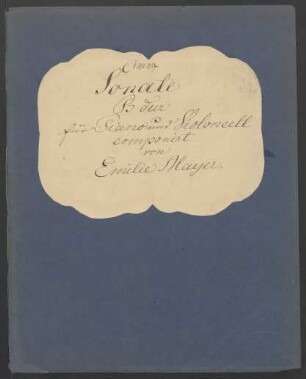 Sonate
B dur
für Piano und Violoncell
componirt
von
Emilie Mayer.